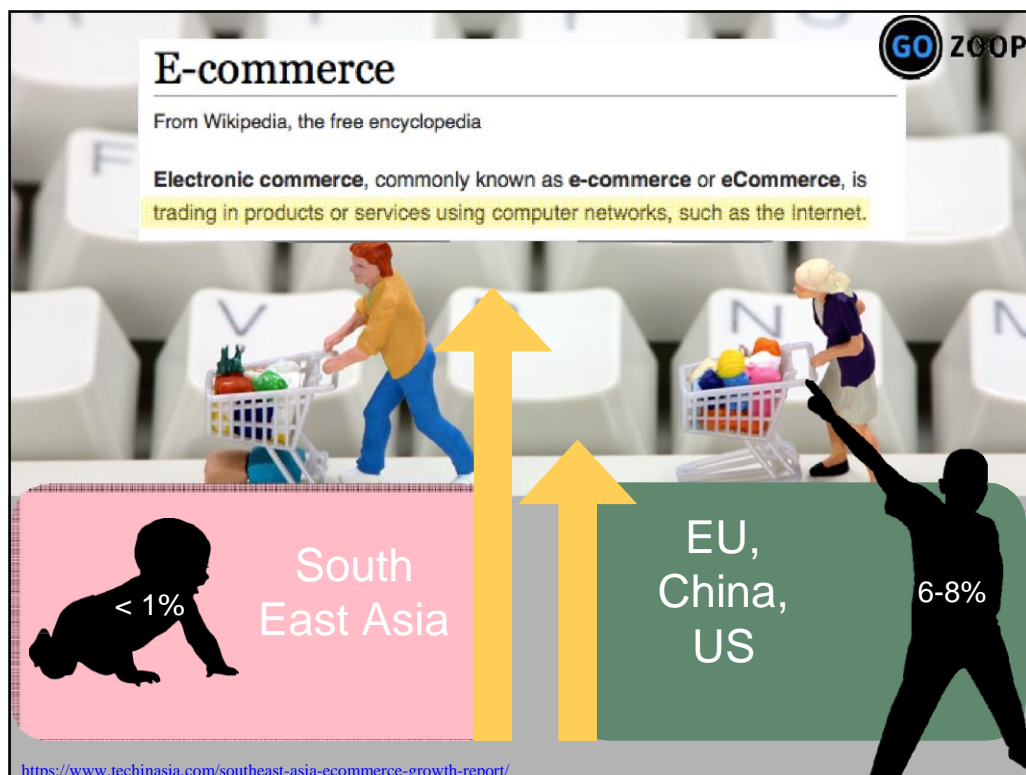 GO ZOOP
E-commerce
From Wikipedia, the free encyclopedia
Electronic commerce, commonly known as e-commerce or eCommerce, is
trading in products or services using computer networks, such as the Internet.
F
V
N
N
< 1%
South
East Asia
EU,
China,
US
6-8%
https://www.techinasia.com/southeast-asia-ecommerce-growth-report/